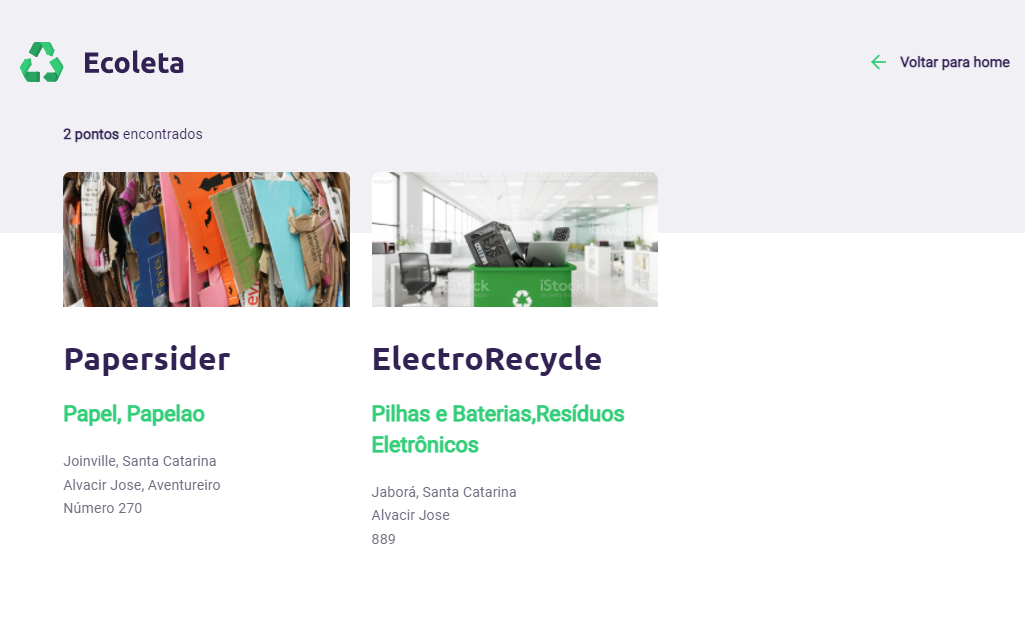 Ecoleta
Voltar para home
2 pontos encontrados
iStock
iStock
Papersider
ElectroRecycle
Papel, Papelao
Pilhas e Baterias,Resíduos
Eletrônicos
Joinville, Santa Catarina
Alvacir Jose, Aventureiro
Número 270
Jaborá, Santa Catarina
Alvacir Jose
889